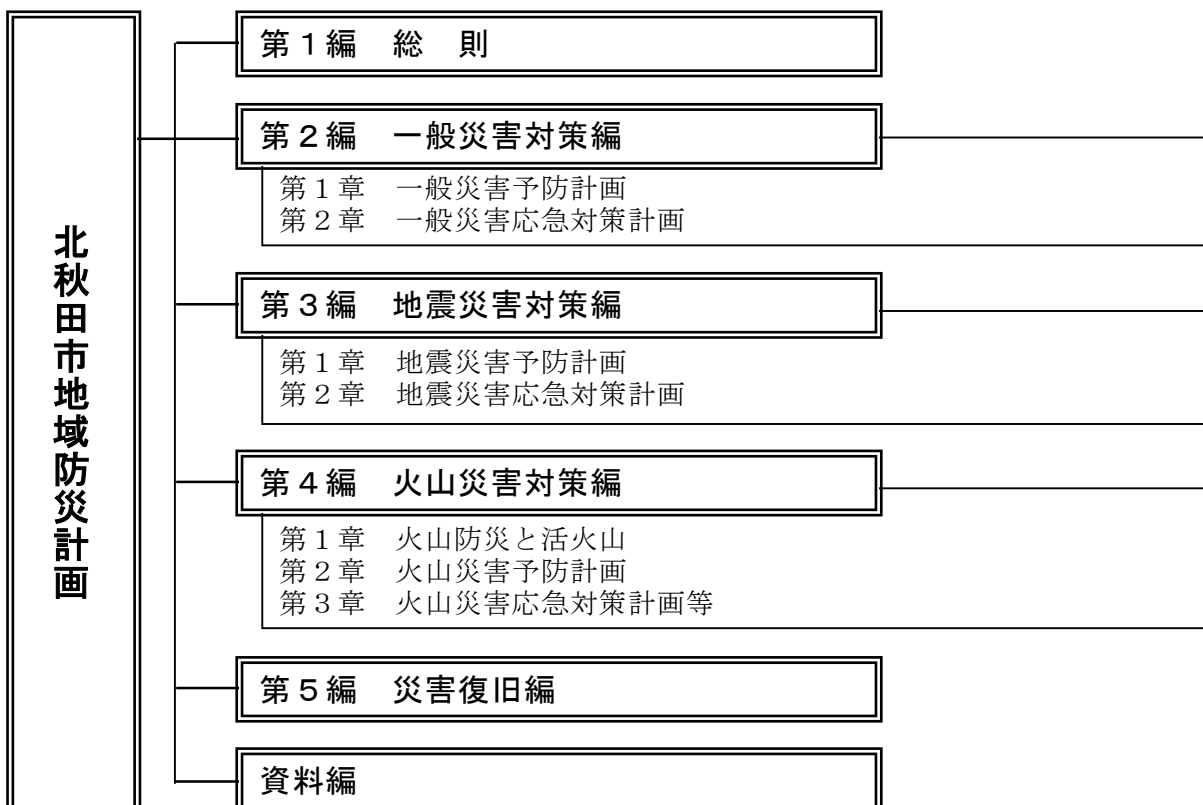 北秋田市地域防災計画
第1編　総　則
第2編　一般災害対策編
第1章　一般災害予防計画
第2章　一般災害応急対策計画
第3編　地震災害対策編
第1章　地震災害予防計画
第2章　地震災害応急対策計画
第4編　火山災害対策編
第1章　火山防災と活火山
第2章　火山災害予防計画
第3章　火山災害応急対策計画等
第5編　災害復旧編
資料編